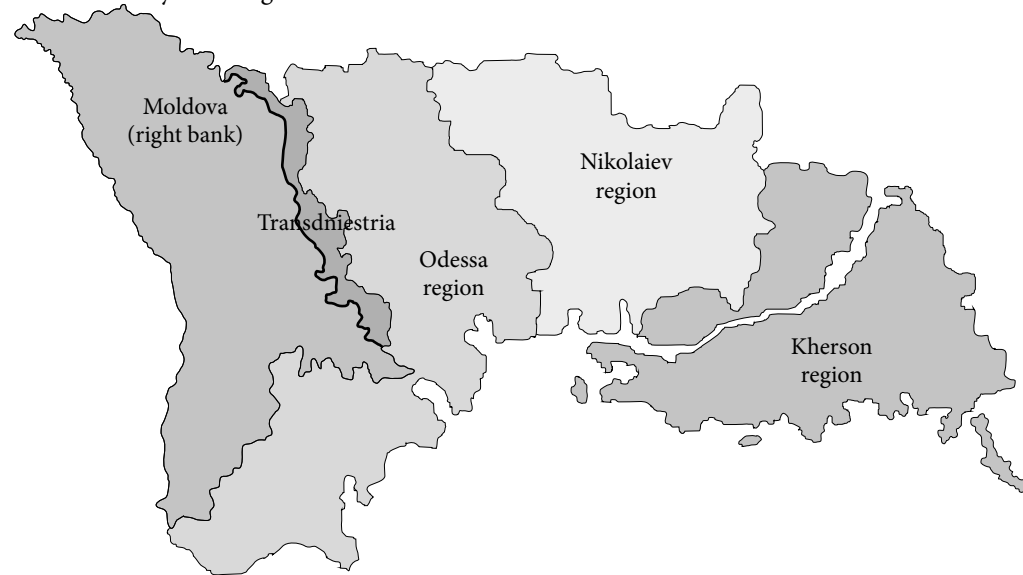 Moldova
(right bank)
Transdniestria
Odessa
region
Nikolaiev
region
Kherson
region